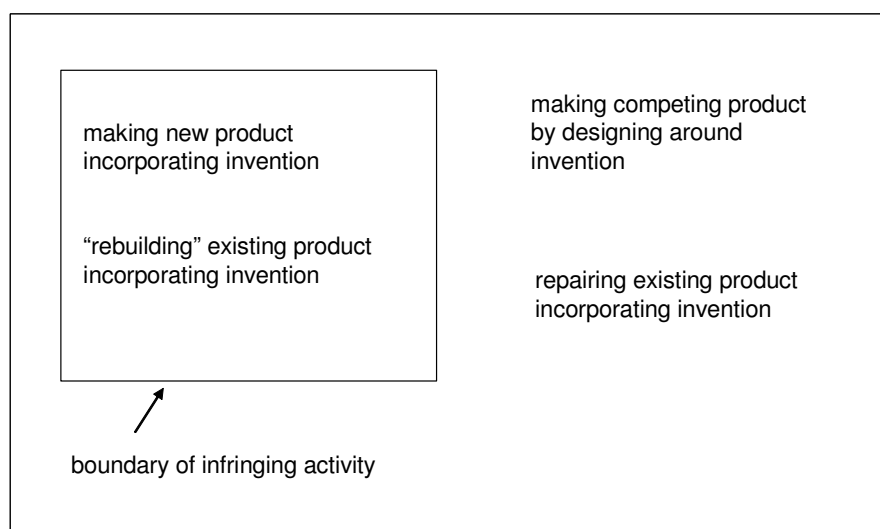 making new product
incorporating invention
“rebuilding” existing product
incorporating invention
making competing product
by designing around
invention
repairing existing product
incorporating invention
boundary of infringing activity